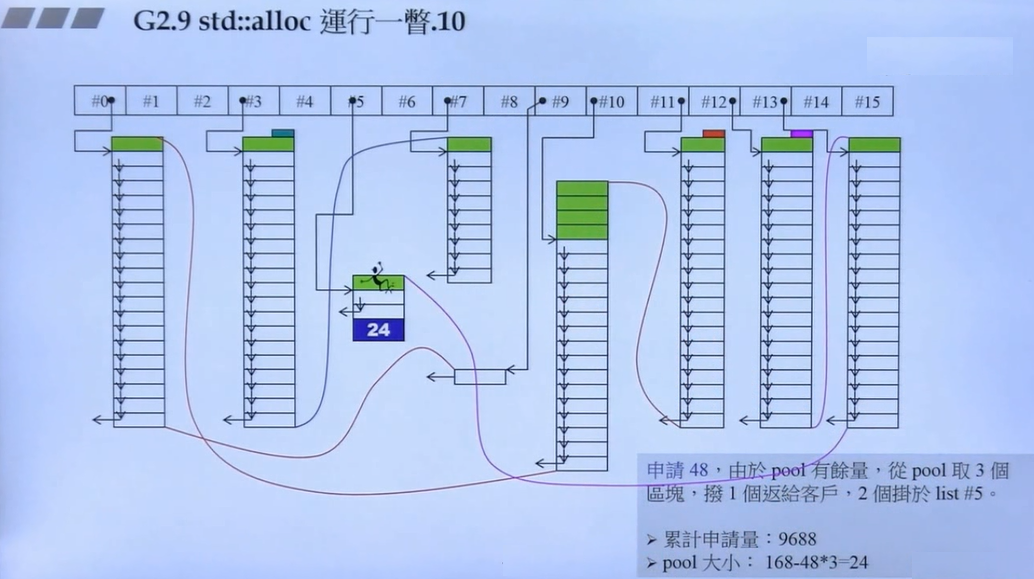 G2.9 std::alloc 運行一瞥.10
#0 #1 #2 #3 #4 #5 #6 #7 #8 #9 #10 #11 #12 #13 #14 #15
24
申請 48，由於 pool 有餘量，從 pool 取 3 個
區塊，撥 1 個返給客戶，2 個掛於 list #5。
➢ 累計申請量：9688
➢ pool 大小： 168-48*3=24